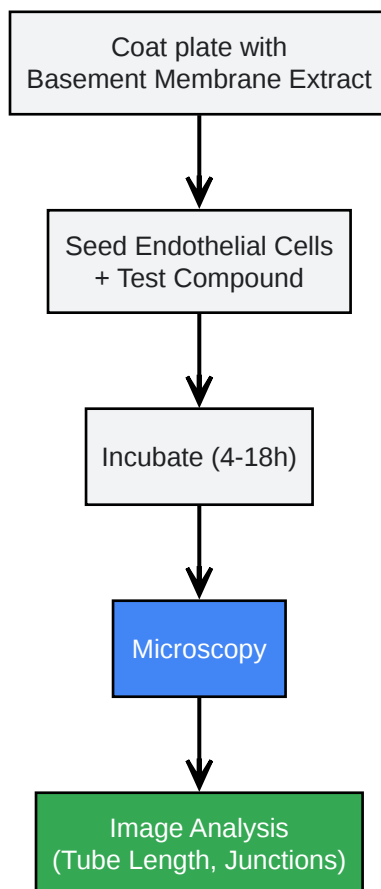 Coat plate with
Basement Membrane Extract
Seed Endothelial Cells
+ Test Compound
Incubate (4-18h)
Microscopy
Image Analysis
(Tube Length, Junctions)